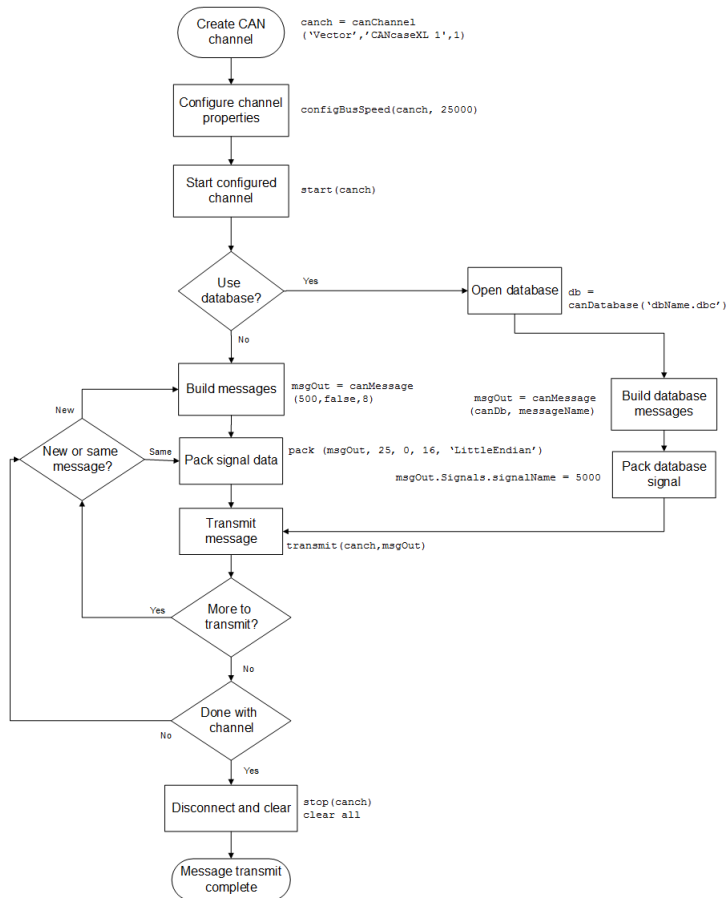 Create CAN
channel
canch = canChannel
(‘Vector’,’CANcaseXL 1’,1)
Configure channel
properties
configBusSpeed(canch, 25000)
Start configured
channel
start(canch)
Use
database?
Yes
No
Open database
db =
canDatabase(‘dbName.dbc’)
Build messages
msgOut = canMessage
(500,false,8)
msgOut = canMessage
(canDb, messageName)
Build database
messages
New
New or same
message?
Same
Pack signal data
pack (msgOut, 25, 0, 16, ‘LittleEndian’)
msgOut.Signals.signalName = 5000
Pack database
signal
Transmit
message
transmit(canch,msgOut)
Yes
More to
transmit?
No
Done with
channel
No
Yes
Disconnect and clear
stop(canch)
clear all
Message transmit
complete